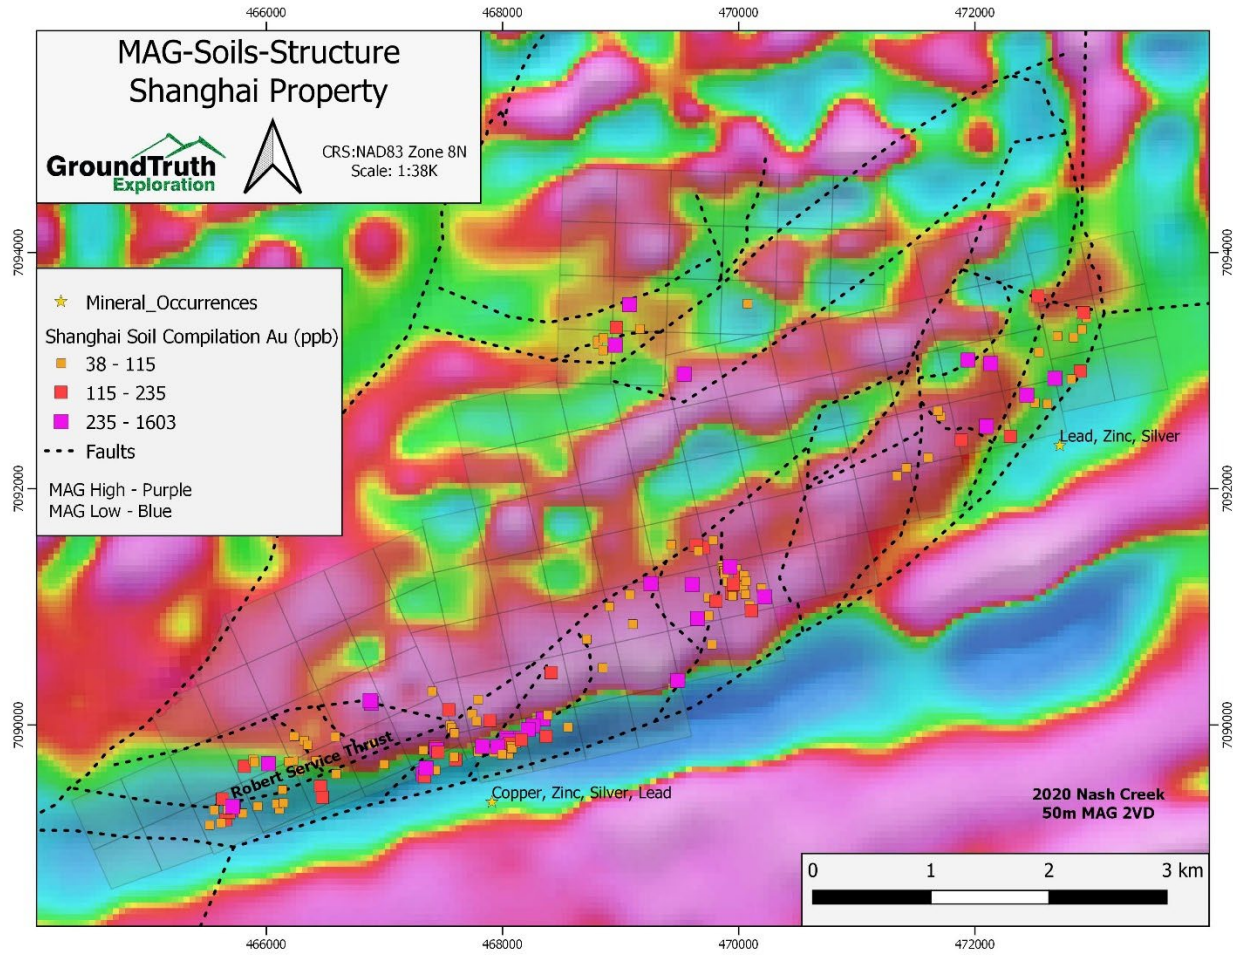 466000
468000
470000
472000
MAG-Soils-Structure
Shanghai Property
GroundTruth
Exploration
CRS:NAD83 Zone 8N
Scale: 1:38K
7094000
7094000
Mineral_Occurrences
Shanghai Soil Compilation Au (ppb)
38 - 115
115 - 235
235 - 1603
Faults
MAG High - Purple
MAG Low - Blue
Lead, Zinc, Silver
7092000
7092000
7090000
7090000
Robert Service Thrust
Copper, Zinc, Silver, Lead
2020 Nash Creek
50m MAG 2VD
0 1 2 3 km
466000
468000
470000
472000